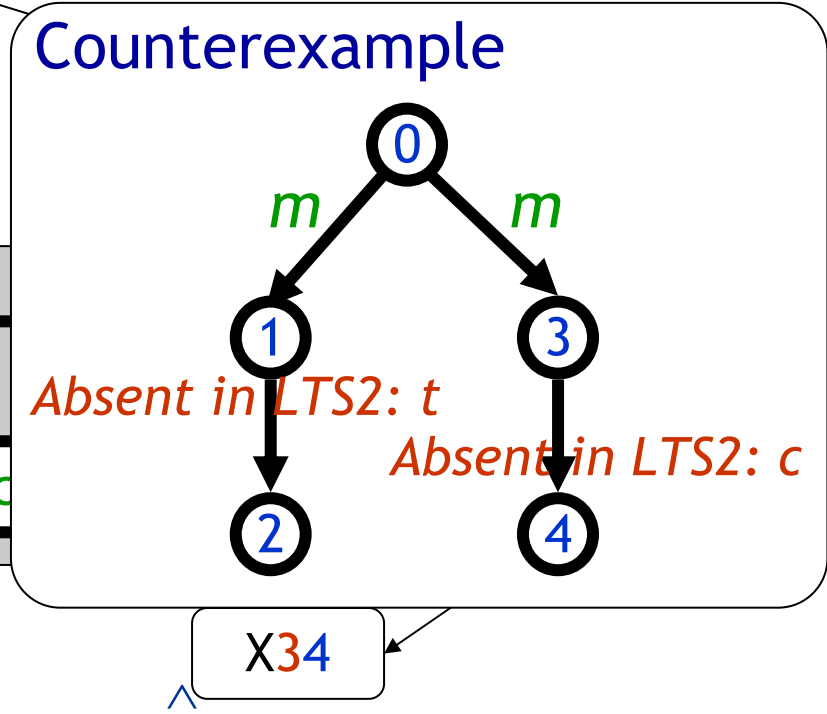 Counterexample
0
m m
1 3
Absent in LTS2: t
Absent in LTS2: c
2 4
X34
^